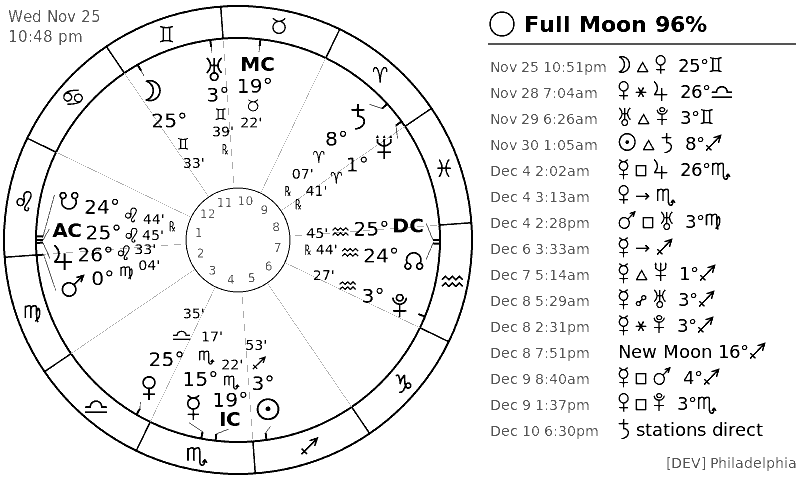 Wed Nov 25
10:48 pm
Full Moon 96%
Nov 25 10:51pm ☽ △ ♀ 25°♊
Nov 28 7:04am ♀ ⚹ ♃ 26°♎
Nov 29 6:26am ♅ △ ♇ 3°♊
Nov 30 1:05am ☉ △ ♄ 8°♐
Dec 4 2:02am ☿ □ ♃ 26°♏
Dec 4 3:13am ♀ → ♏
Dec 4 2:28pm ♂ □ ♅ 3°♍
Dec 6 3:33am ☿ → ♐
Dec 7 5:14am ☿ △ ♆ 1°♐
Dec 8 5:29am ☿ ☍ ♅ 3°♐
Dec 8 2:31pm ☿ ⚹ ♇ 3°♐
Dec 8 7:51pm New Moon 16°♐
Dec 9 8:40am ☿ □ ♂ 4°♐
Dec 9 1:37pm ♀ □ ♇ 3°♏
Dec 10 6:30pm ♄ stations direct
[DEV] Philadelphia
♊ ♉ ♈ ♓ ♒ ♑ ♐ ♏ ♎ ♍ ♌ ♋
☽ 25° ♊ 33'
♅ 3° ♊ 39' ℞
MC 19° ♉ 22'
♄ 8° ♈ 07' ℞
♆ 1° ♈ 41' ℞
☋ 24° ♌ 44' ℞
AC 25° ♌ 45'
♃ 26° ♌ 33'
♂ 0° ♍ 04'
45' ♒ 25° DC
℞ 44' ♒ 24° ☊
27' ♒ 3° ♇
35' ♎ 25° ♀
17' ♏ 15° ☿
22' ♏ 19° IC
53' ♐ 3° ☉
1 2 3 4 5 6 7 8 9 10 11 12